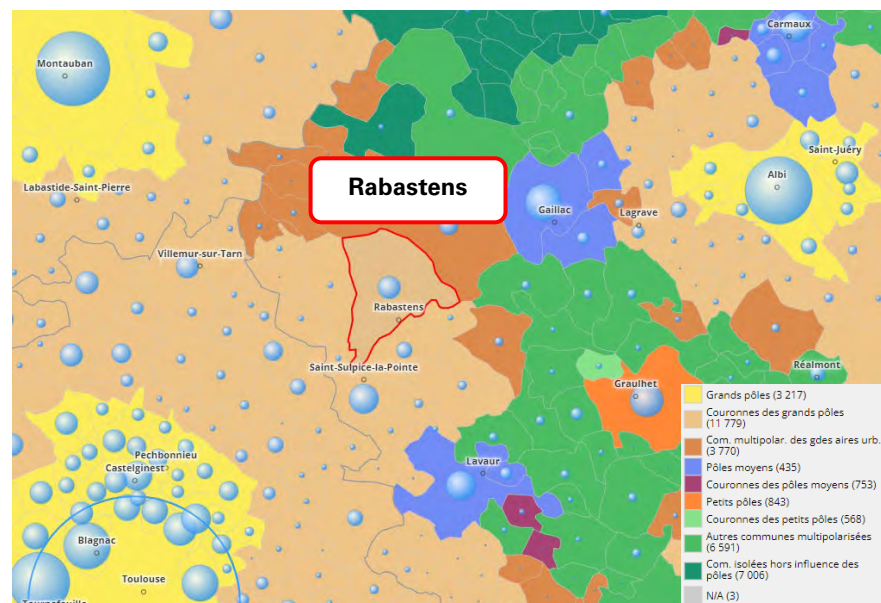 Carmaux
Montauban
Saint-Juéry
Albi
Rabastens
Labastide-Saint-Pierre
Gaillac
Lagrave
Villemur-sur-Tarn
Rabastens
Saint-Sulpice-la-Pointe
Réalmont
Graulhet
Pechbonnieu
Castelginest
Lavaur
Blagnac
Toulouse
Tournefeuille
Grands pôles (3 217)
Couronnes des grands pôles
(11 779)
Com. multipolar. des gdes aires urb.
(3 770)
Pôles moyens (435)
Couronnes des pôles moyens (753)
Petits pôles (843)
Couronnes des petits pôles (568)
Autres communes multipolarisées
(6 591)
Com. isolées hors influence des
pôles (7 006)
N/A (3)